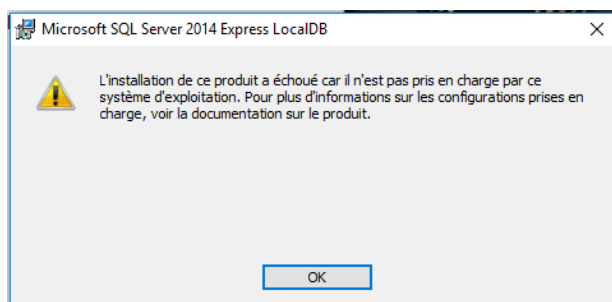 Microsoft SQL Server 2014 Express LocalDB
L'installation de ce produit a échoué car il n'est pas pris en charge par ce
système d'exploitation. Pour plus d'informations sur les configurations prises en
charge, voir la documentation sur le produit.
OK